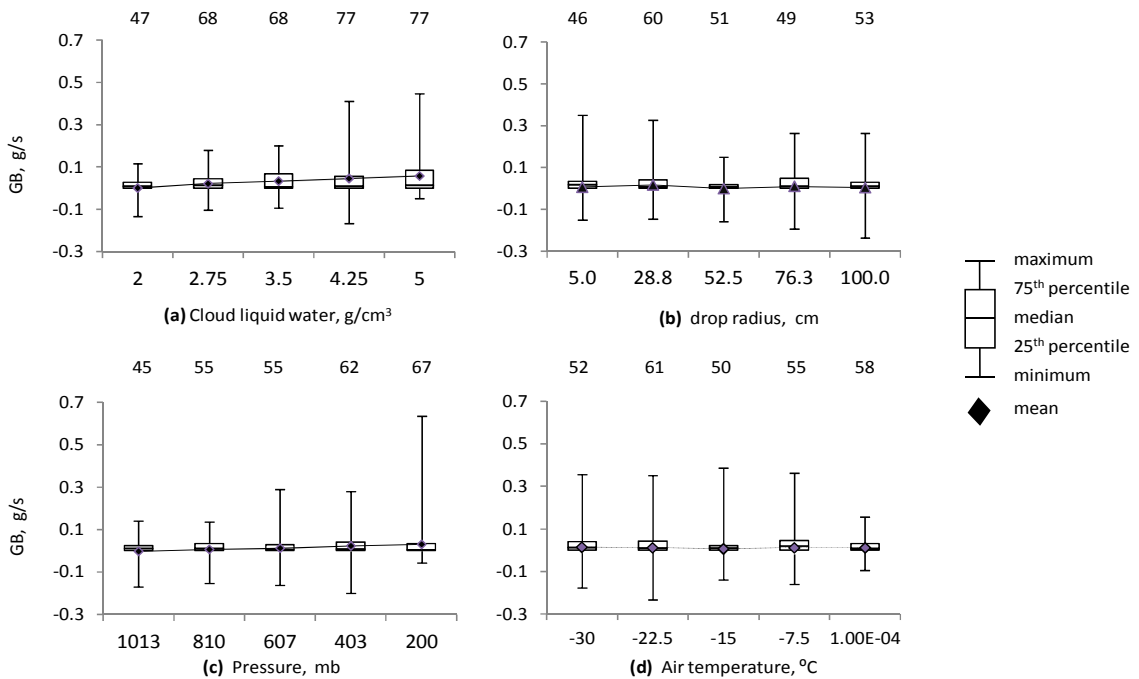 47 68 68 77 77
0.7
0.5
0.3
0.1
-0.1
-0.3
GB, g/s
2 2.75 3.5 4.25 5
(a) Cloud liquid water, g/cm³
46 60 51 49 53
0.7
0.5
0.3
0.1
-0.1
-0.3
5.0 28.8 52.5 76.3 100.0
(b) drop radius, cm
45 55 55 62 67
0.7
0.5
0.3
0.1
-0.1
-0.3
GB, g/s
1013 810 607 403 200
(c) Pressure, mb
52 61 50 55 58
0.7
0.5
0.3
0.1
-0.1
-0.3
-30 -22.5 -15 -7.5 1.00E-04
(d) Air temperature, ⁰C
maximum
75th percentile
median
25th percentile
minimum
mean